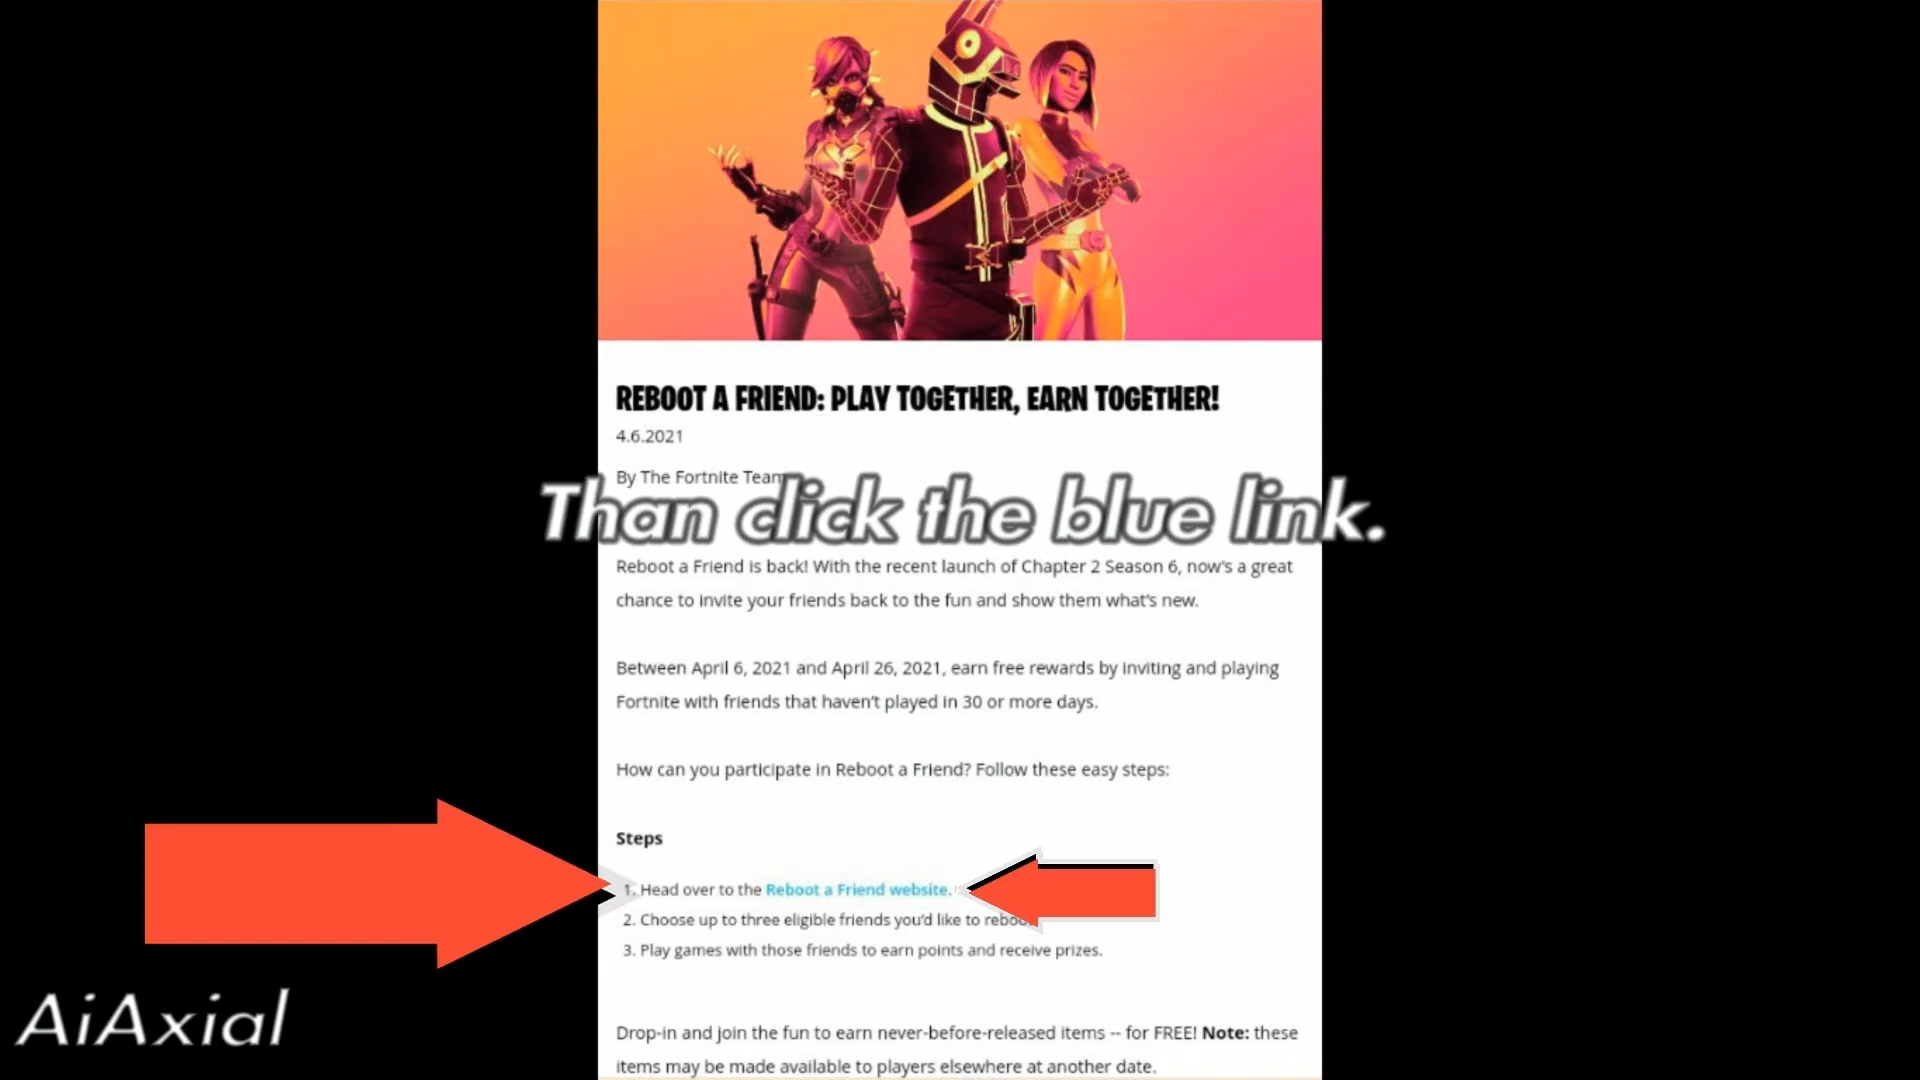 REBOOT A FRIEND: PLAY TOGETHER, EARN TOGETHER!
4.6.2021
By The Fortnite Team
Than click the blue link.
Reboot a Friend is back! With the recent launch of Chapter 2 Season 6, now's a great
chance to invite your friends back to the fun and show them what's new.
Between April 6, 2021 and April 26, 2021, earn free rewards by inviting and playing
Fortnite with friends that haven't played in 30 or more days.
How can you participate in Reboot a Friend? Follow these easy steps:
Steps
1. Head over to the Reboot a Friend website.
2. Choose up to three eligible friends you'd like to reboo
3. Play games with those friends to earn points and receive prizes.
AiAxial
Drop-in and join the fun to earn never-before-released items -- for FREE! Note: these
items may be made available to players elsewhere at another date.